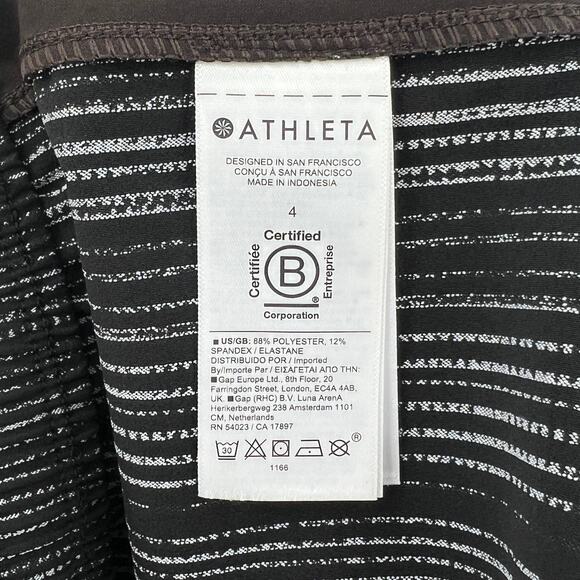 ATHLETA
DESIGNED IN SAN FRANCISCO
CONÇU À SAN FRANCISCO
MADE IN INDONESIA
4
Certified
Certifiée
B
Entreprise
®
Corporation
US/GB: 88% POLYESTER, 12%
SPANDEX / ELASTANE
DISTRIBUIDO POR / Imported
By/Importe Par / ΕΙΣΑΓΕΤΑΙ ΑΠΟ ΤΗΝ:
Gap Europe Ltd., 8th Floor, 20
Farringdon Street, London, EC4A 4AB,
UK. Gap (RHC) B.V. Luna ArenA
Herikerbergweg 238 Amsterdam 1101
CM, Netherlands
RN 54023 / CA 17897
30
®
1166